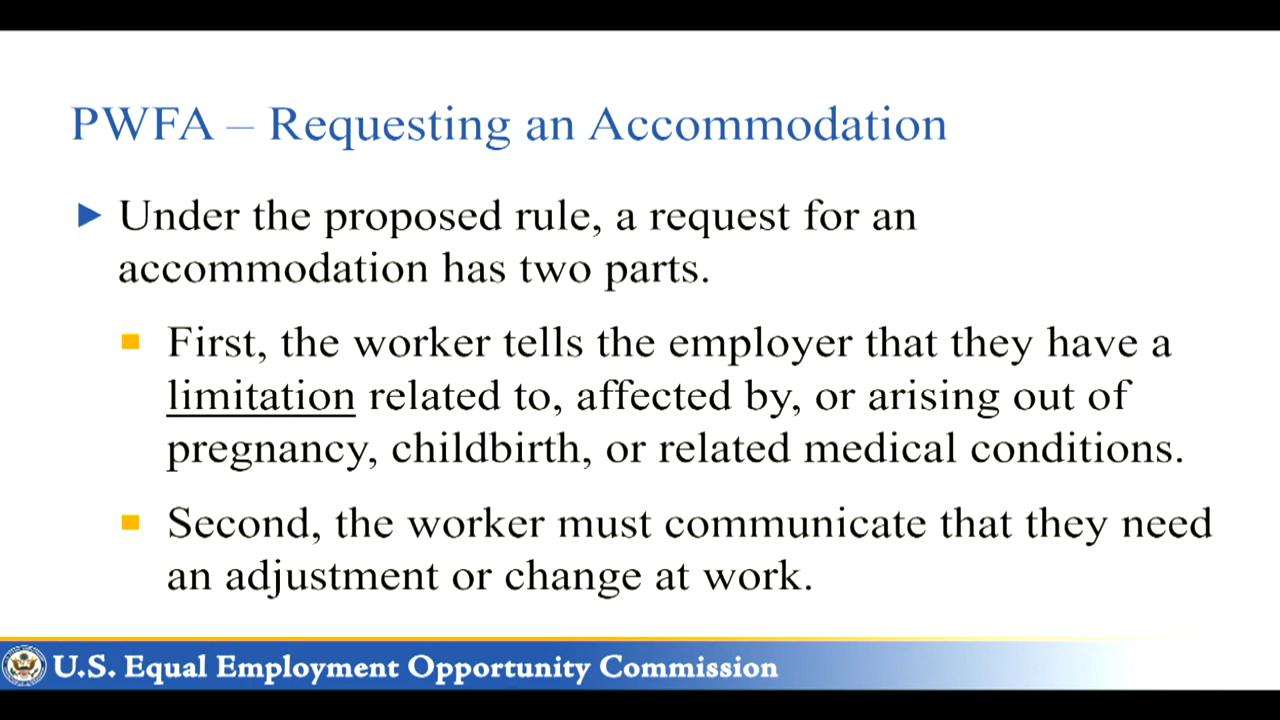 PWFA – Requesting an Accommodation
Under the proposed rule, a request for an
accommodation has two parts.
First, the worker tells the employer that they have a
limitation related to, affected by, or arising out of
pregnancy, childbirth, or related medical conditions.
Second, the worker must communicate that they need
an adjustment or change at work.
U.S. Equal Employment Opportunity Commission